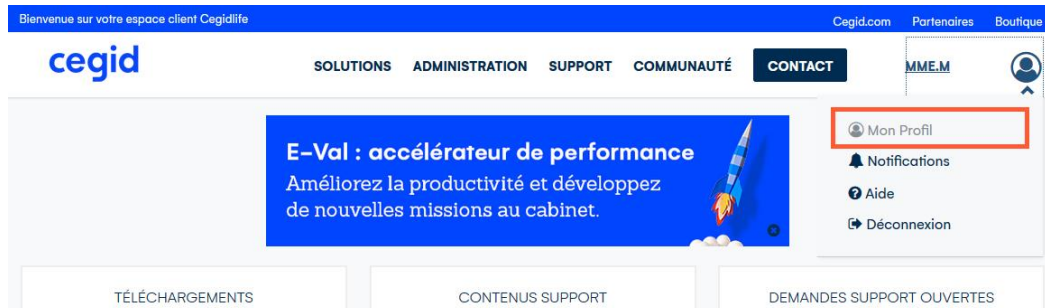 Bienvenue sur votre espace client Cegidlife
Cegid.com Partenaires Boutique
cegid
SOLUTIONS ADMINISTRATION SUPPORT COMMUNAUTÉ CONTACT MME.M
Mon Profil
Notifications
Aide
Déconnexion
E-Val : accélérateur de performance
Améliorez la productivité et développez
de nouvelles missions au cabinet.
TÉLÉCHARGEMENTS
CONTENUS SUPPORT
DEMANDES SUPPORT OUVERTES